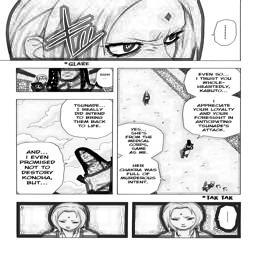 ..........
*GLARE
EVEN SO...
I TRUST YOU
WHOLE-
HEARTEDLY,
KABUTO...
I
APPRECIATE
YOUR LOYALTY
AND YOUR
FORESIGHT IN
ANTICIPATING
TSUNADE'S
ATTACK.
TSUNADE...
I REALLY
DID INTEND
TO BRING
THEM BACK
TO LIFE.
YES...
SHE'S
FROM THE
MEDICAL
CORPS,
SAME AS
ME.
HER
CHAKRA WAS
FULL OF
MURDEROUS
INTENT.
AND...
I EVEN
PROMISED
NOT TO
DESTORY
KONOHA,
BUT...
*TAK TAK